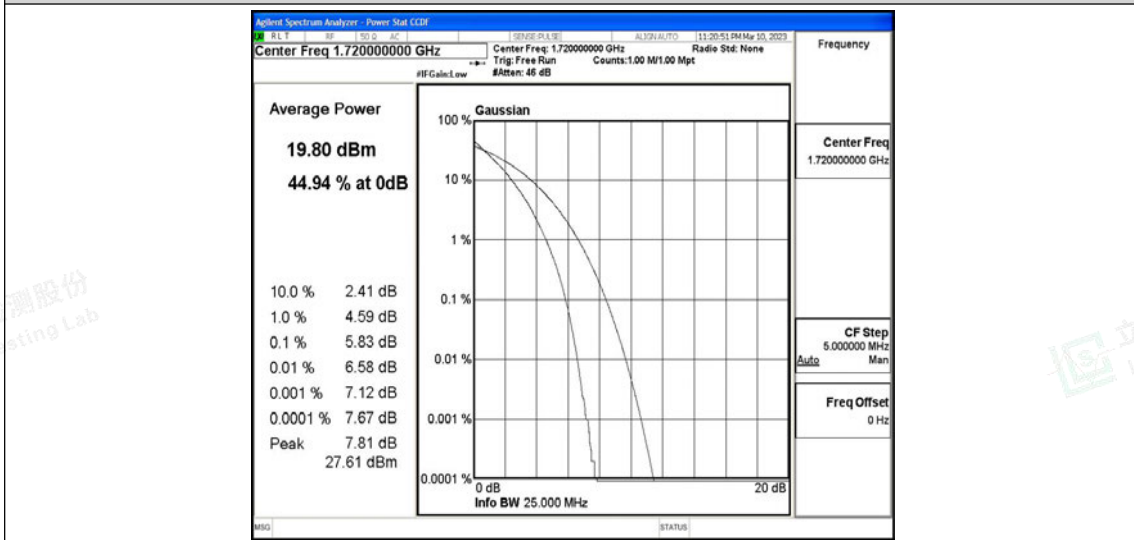 Agilent Spectrum Analyzer - Power Stat CCDF
RLT RF 50 Ω AC SENSE:PULSE ALIGN AUTO 11:20:51 PM Mar 10, 2023
Center Freq 1.720000000 GHz
Center Freq: 1.720000000 GHz Radio Std: None
Trig: Free Run Counts:1.00 M/1.00 Mpt
#IFGain:Low #Atten: 46 dB
Frequency
Average Power
19.80 dBm
44.94 % at 0dB
10.0 % 2.41 dB
1.0 % 4.59 dB
0.1 % 5.83 dB
0.01 % 6.58 dB
0.001 % 7.12 dB
0.0001 % 7.67 dB
Peak 7.81 dB
27.61 dBm
Gaussian
100 %
10 %
1 %
0.1 %
0.01 %
0.001 %
0.0001 %
0 dB 20 dB
Info BW 25.000 MHz
Center Freq
1.720000000 GHz
CF Step
5.000000 MHz
Auto Man
Freq Offset
0 Hz
MSG STATUS
测股份
sting Lab
立